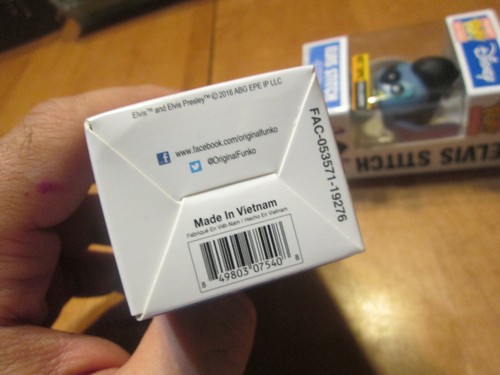 Elvis™ and Elvis Presley™ © 2016 ABG EPE IP LLC
www.facebook.com/originalfunko
@OriginalFunko
FAC-053571-19276
Made In Vietnam
Fabriqué En Viêt-Nam / Hecho En Vietnam
8 49803 07540 8
Disney
ELVIS STITCH